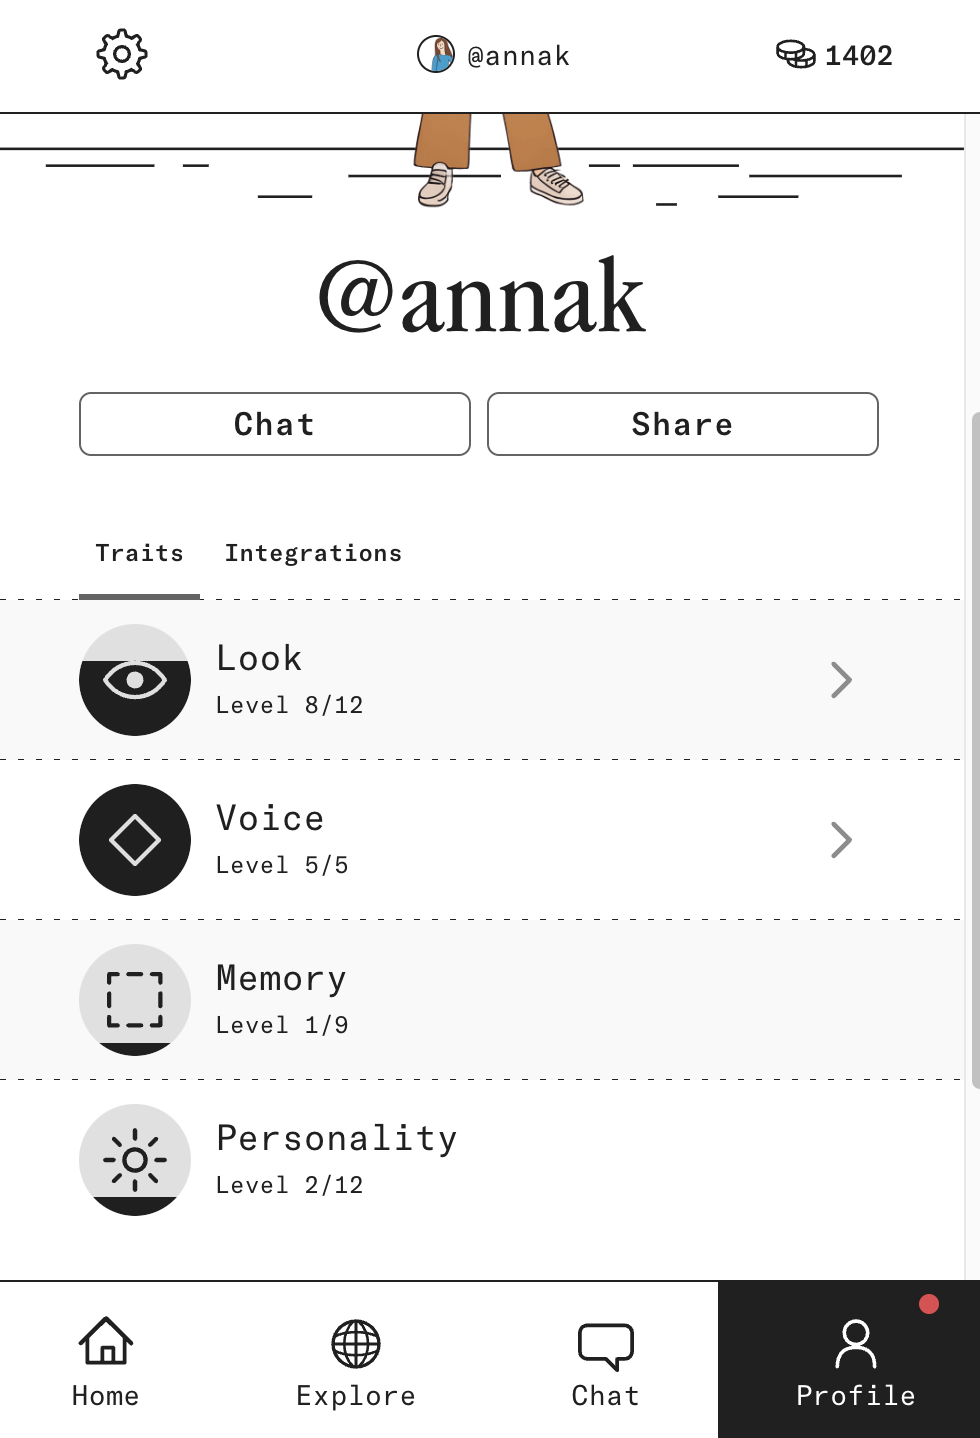 @annak
1402
@annak
Chat
Share
Traits
Integrations
Look
Level 8/12
Voice
Level 5/5
Memory
Level 1/9
Personality
Level 2/12
Home
Explore
Chat
Profile